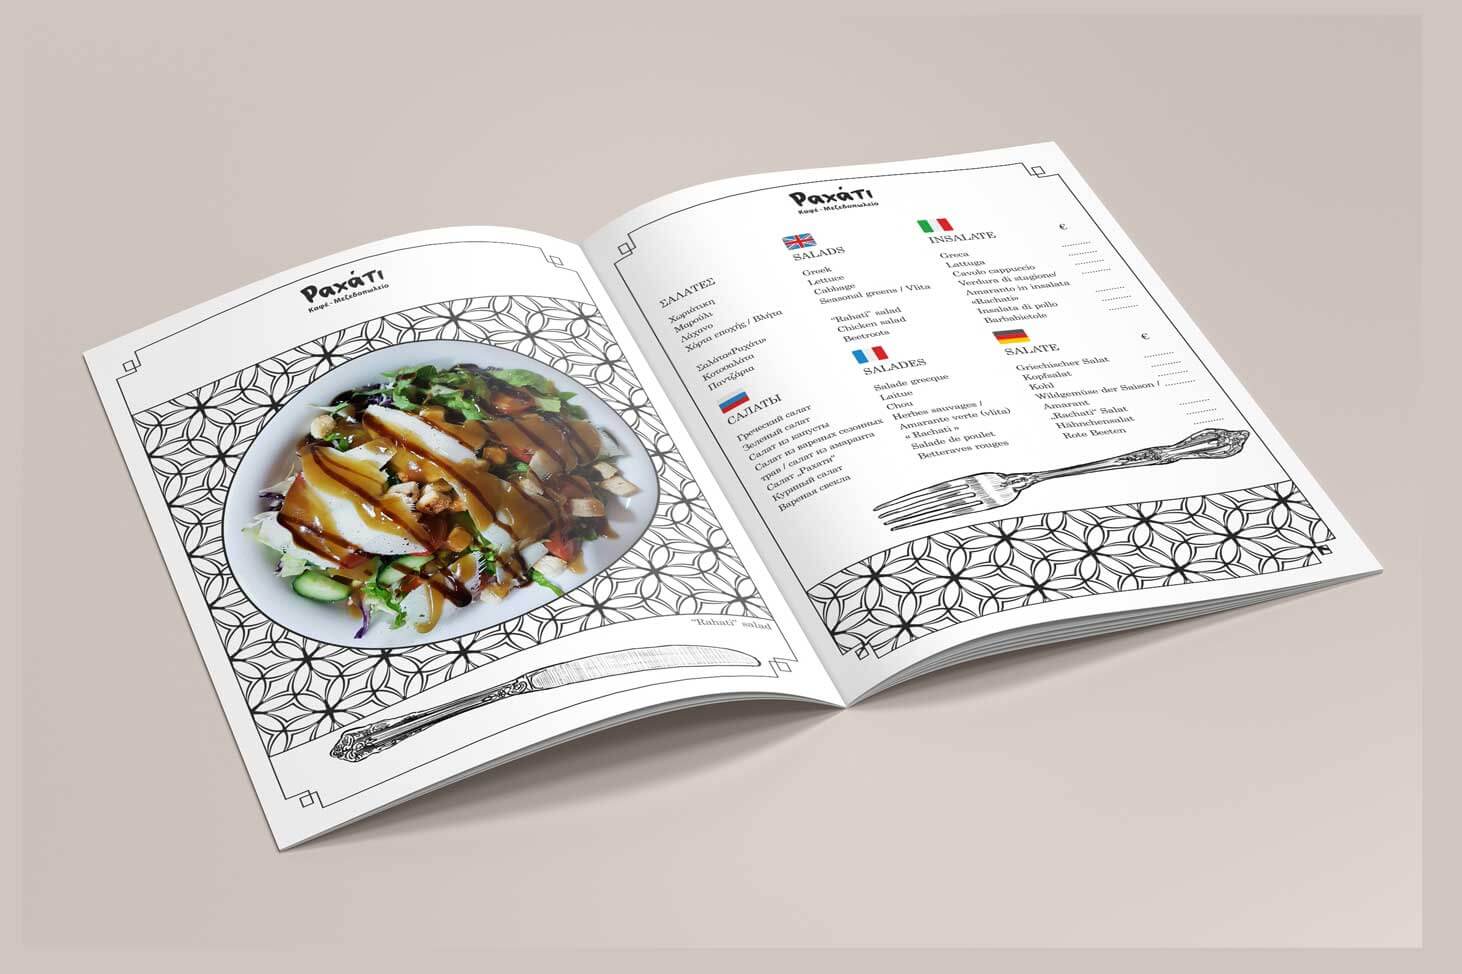 Ραχάτι
Καφέ - Μεζεδοπωλείο
"Rahati" salad
Ραχάτι
Καφέ - Μεζεδοπωλείο
ΣΑΛΑΤΕΣ
Χωριάτικη
Μαρούλι
Λάχανο
Χόρτα εποχής / Βλήτα
Σαλάτα«Ραχάτι»
Κοτοσαλάτα
Παντζάρια
САЛАТЫ
Греческий салат
Зеленый салат
Салат из капусты
Салат из вареных сезонных
трав / салат из амаранта
Салат „Рахати“
Куриный салат
Вареная свекла
SALADS
Greek
Lettuce
Cabbage
Seasonal greens / Vlita
"Rahati" salad
Chicken salad
Beetroots
SALADES
Salade grecque
Laitue
Chou
Herbes sauvages /
Amarante verte (vlita)
« Rachati »
Salade de poulet
Betteraves rouges
INSALATE
€
Greca
Lattuga
Cavolo cappuccio
Verdura di stagione/
Amaranto in insalata
«Rachati»
Insalata di pollo
Barbabietole
SALATE
€
Griechischer Salat
Kopfsalat
Kohl
Wildgemüse der Saison /
Amarant
„Rachati“ Salat
Hähnchensalat
Rote Beeten